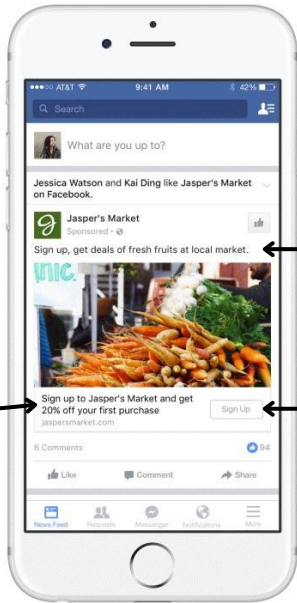 AT&T 9:41 AM 42%
Search
What are you up to?
Jessica Watson and Kai Ding like Jasper's Market
on Facebook.
Jasper's Market
Sponsored
Sign up, get deals of fresh fruits at local market.
NIC.
Sign up to Jasper's Market and get
20% off your first purchase
Sign Up
jaspersmarket.com
6 Comments 94
Like Comment Share
News Feed Requests Messenger Notifications More